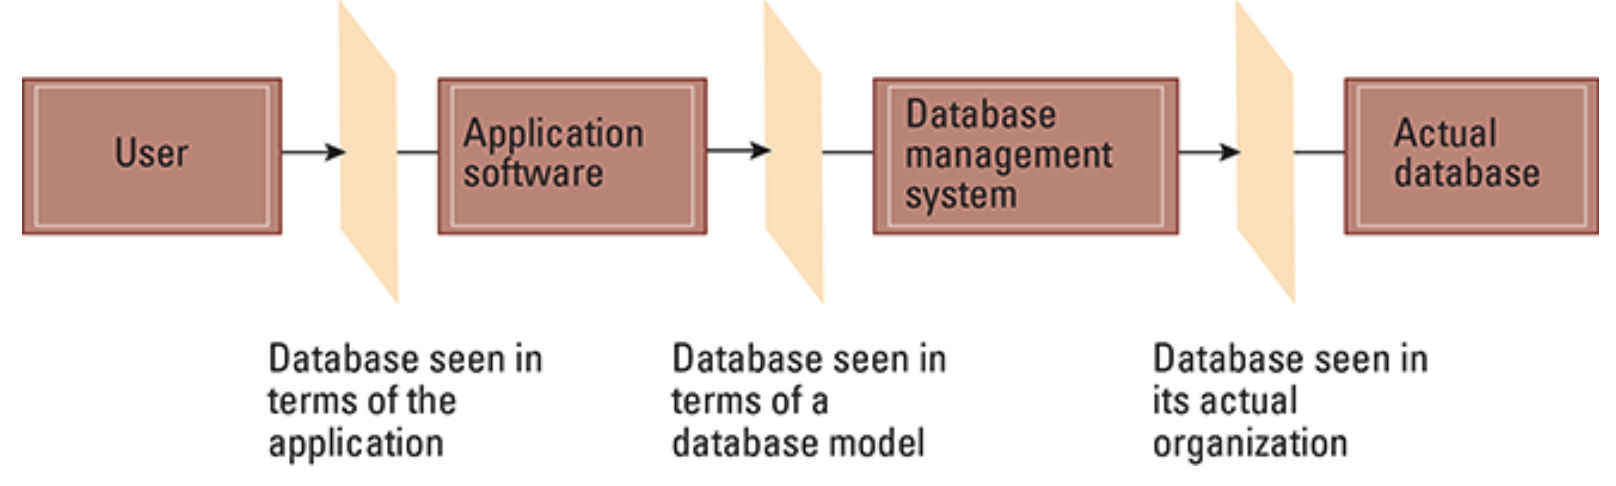 User
Application
software
Database
management
system
Actual
database
Database seen in
terms of the
application
Database seen in
terms of a
database model
Database seen in
its actual
organization